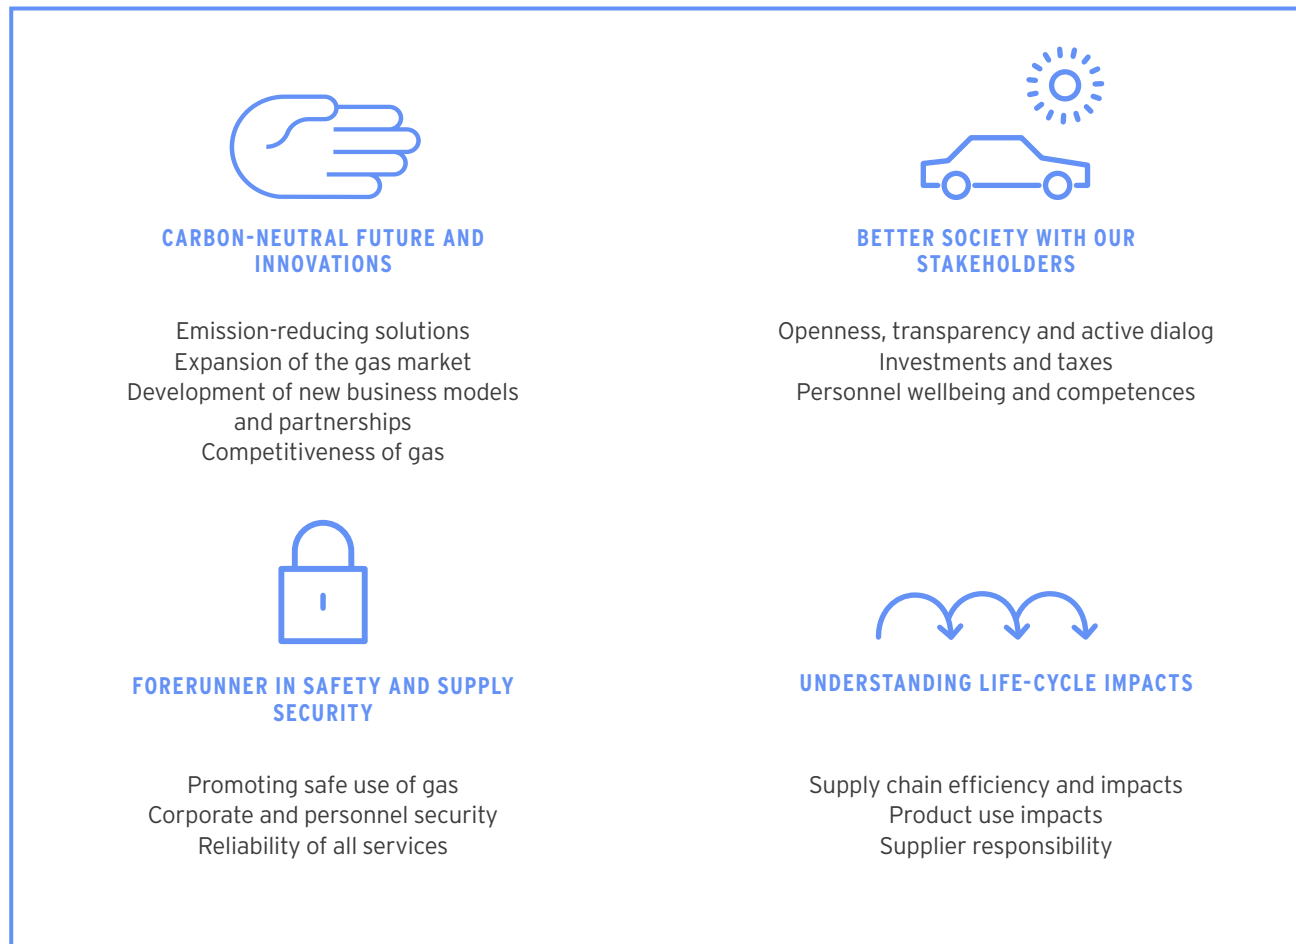 CARBON-NEUTRAL FUTURE AND
INNOVATIONS
Emission-reducing solutions
Expansion of the gas market
Development of new business models
and partnerships
Competitiveness of gas
BETTER SOCIETY WITH OUR
STAKEHOLDERS
Openness, transparency and active dialog
Investments and taxes
Personnel wellbeing and competences
FORERUNNER IN SAFETY AND SUPPLY
SECURITY
Promoting safe use of gas
Corporate and personnel security
Reliability of all services
UNDERSTANDING LIFE-CYCLE IMPACTS
Supply chain efficiency and impacts
Product use impacts
Supplier responsibility